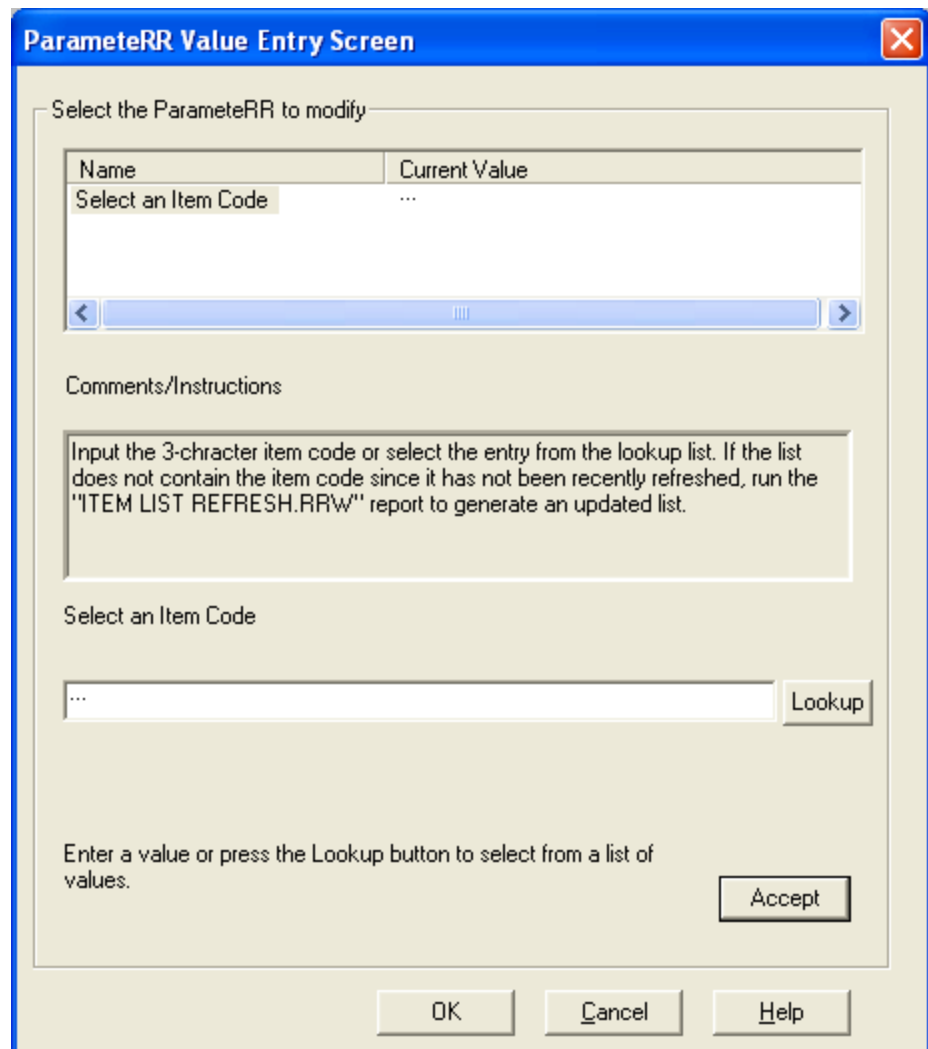 ParameteRR Value Entry Screen
Select the ParameteRR to modify
Name Current Value
Select an Item Code ...
Comments/Instructions
Input the 3-chracter item code or select the entry from the lookup list. If the list
does not contain the item code since it has not been recently refreshed, run the
"ITEM LIST REFRESH.RRW" report to generate an updated list.
Select an Item Code
... Lookup
Enter a value or press the Lookup button to select from a list of
values.
Accept
OK Cancel Help